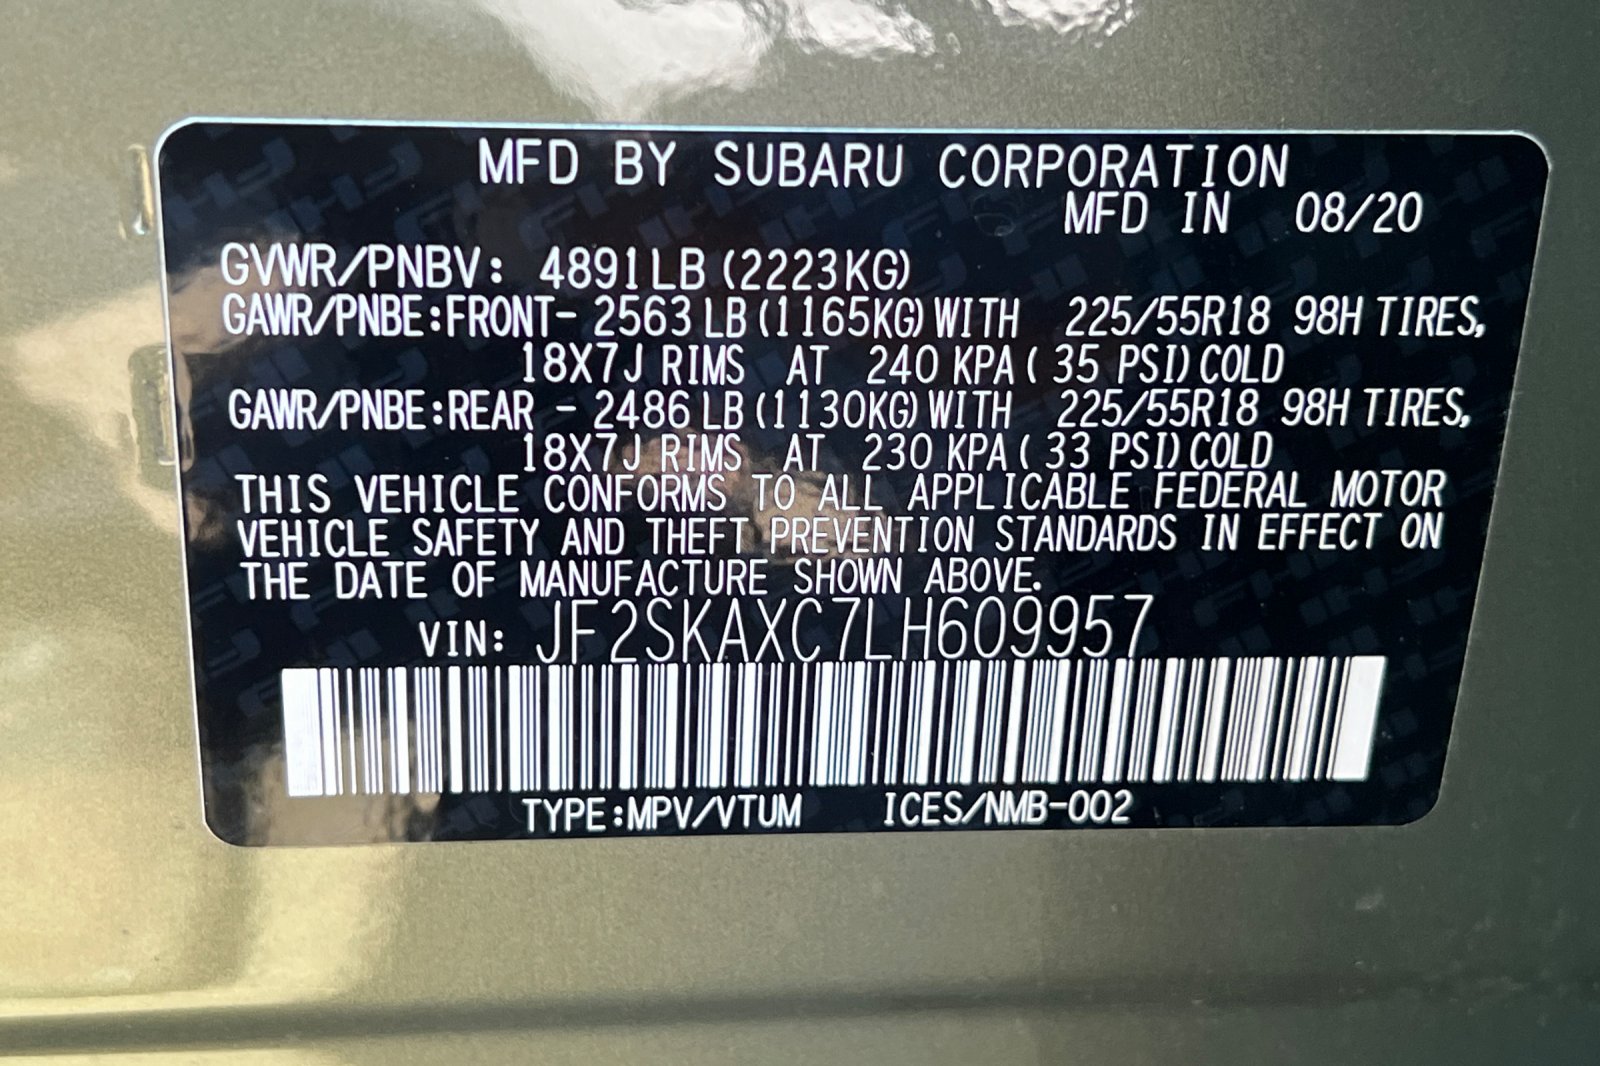 MFD BY SUBARU CORPORATION
MFD IN 08/20
GVWR/PNBV: 4891LB (2223KG)
GAWR/PNBE:FRONT- 2563 LB (1165KG) WITH 225/55R18 98H TIRES,
18X7J RIMS AT 240 KPA ( 35 PSI) COLD
GAWR/PNBE:REAR - 2486 LB (1130KG) WITH 225/55R18 98H TIRES,
18X7J RIMS AT 230 KPA ( 33 PSI) COLD
THIS VEHICLE CONFORMS TO ALL APPLICABLE FEDERAL MOTOR
VEHICLE SAFETY AND THEFT PREVENTION STANDARDS IN EFFECT ON
THE DATE OF MANUFACTURE SHOWN ABOVE.
VIN: JF2SKAXC7LH609957
TYPE:MPV/VTUM ICES/NMB-002